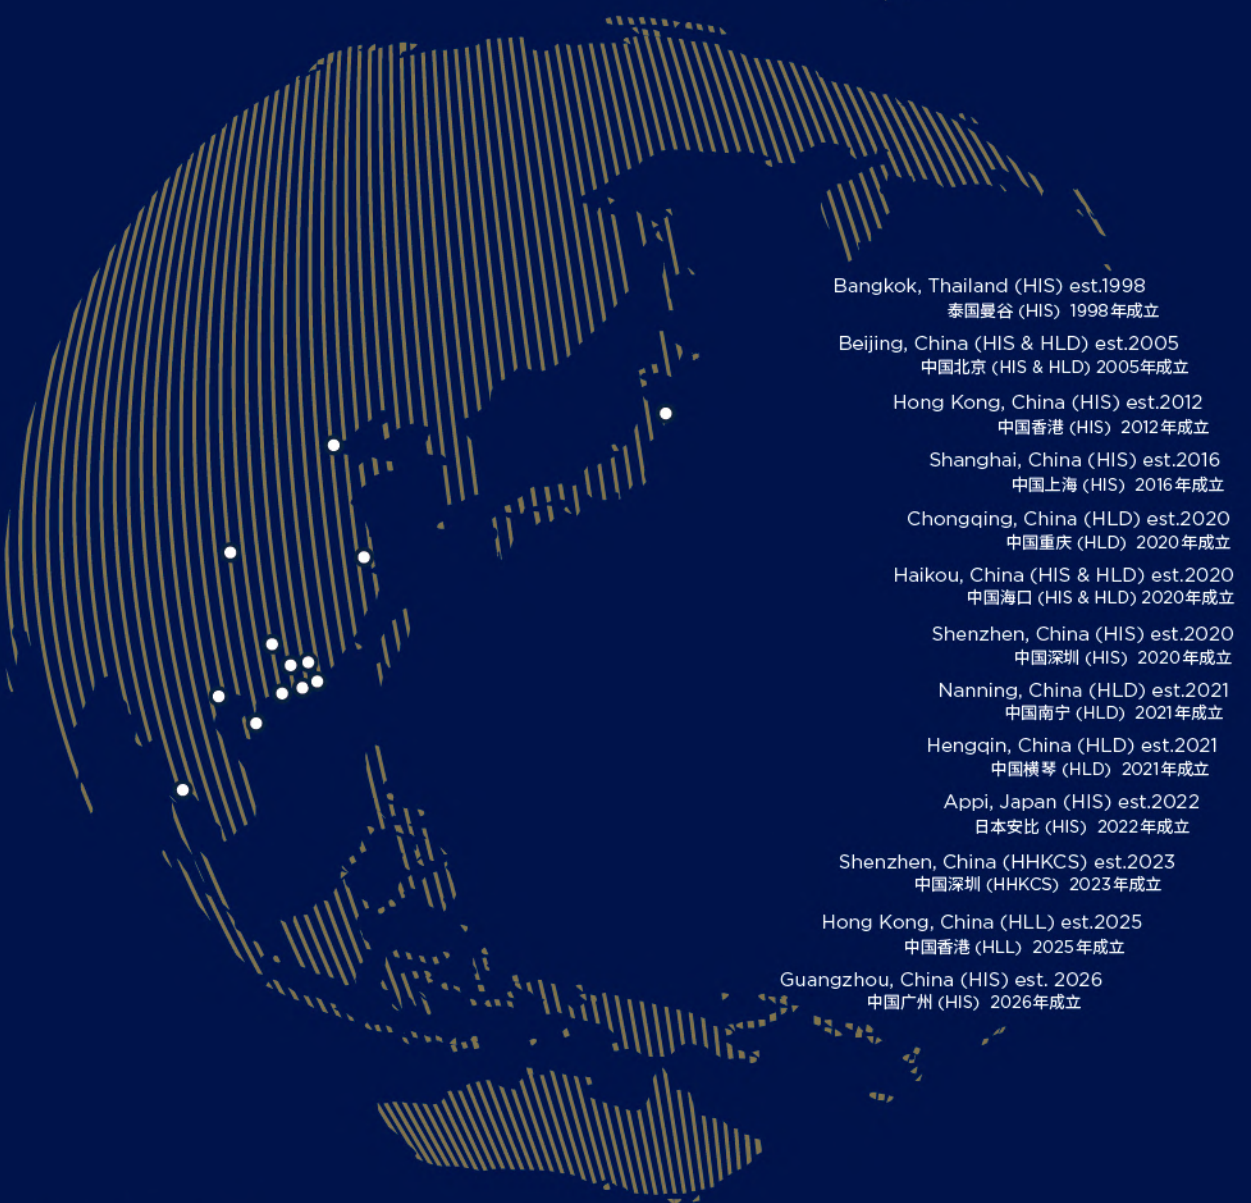 Bangkok, Thailand (HIS) est.1998
泰国曼谷 (HIS) 1998年成立
Beijing, China (HIS & HLD) est.2005
中国北京 (HIS & HLD) 2005年成立
Hong Kong, China (HIS) est.2012
中国香港 (HIS) 2012年成立
Shanghai, China (HIS) est.2016
中国上海 (HIS) 2016年成立
Chongqing, China (HLD) est.2020
中国重庆 (HLD) 2020年成立
Haikou, China (HIS & HLD) est.2020
中国海口 (HIS & HLD) 2020年成立
Shenzhen, China (HIS) est.2020
中国深圳 (HIS) 2020年成立
Nanning, China (HLD) est.2021
中国南宁 (HLD) 2021年成立
Hengqin, China (HLD) est.2021
中国横琴 (HLD) 2021年成立
Appi, Japan (HIS) est.2022
日本安比 (HIS) 2022年成立
Shenzhen, China (HHKCS) est.2023
中国深圳 (HHKCS) 2023年成立
Hong Kong, China (HLL) est.2025
中国香港 (HLL) 2025年成立
Guangzhou, China (HIS) est. 2026
中国广州 (HIS) 2026年成立